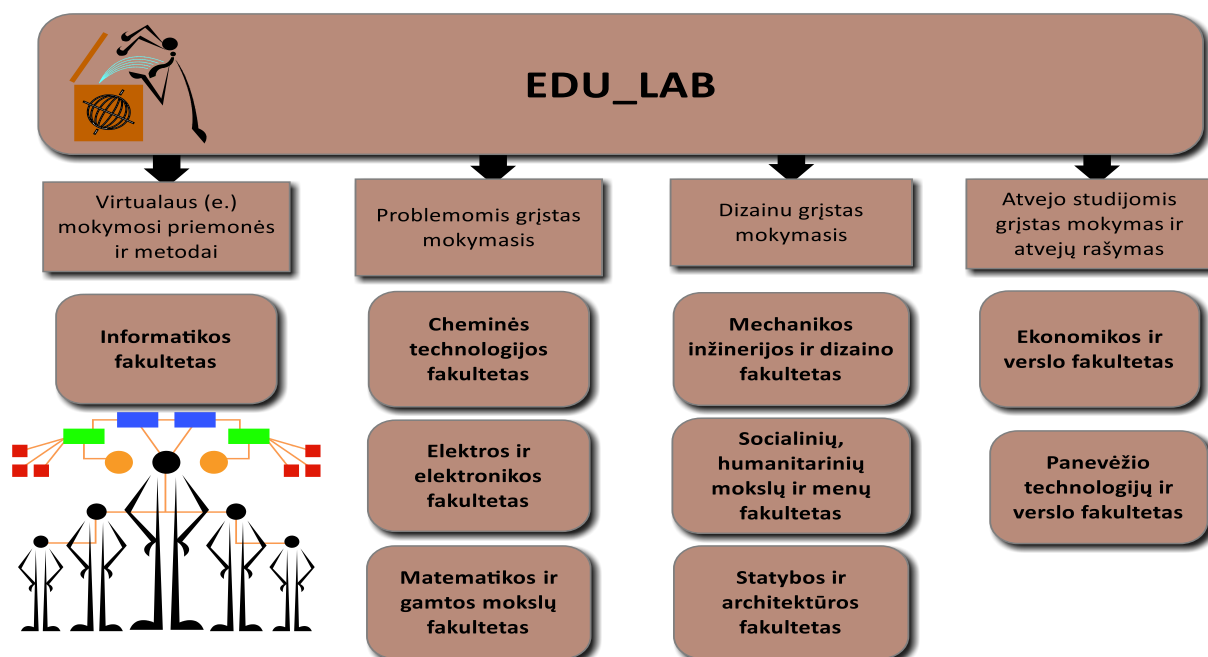 EDU_LAB
Virtualaus (e.)
mokymosi priemonės
ir metodai
Problemomis grįstas
mokymasis
Dizainu grįstas
mokymasis
Atvejo studijomis
grįstas mokymas ir
atvejų rašymas
Informatikos
fakultetas
Cheminės
technologijos
fakultetas
Elektros ir
elektronikos
fakultetas
Matematikos ir
gamtos mokslų
fakultetas
Mechanikos
inžinerijos ir dizaino
fakultetas
Socialinių,
humanitarinių
mokslų ir menų
fakultetas
Statybos ir
architektūros
fakultetas
Ekonomikos ir
verslo fakultetas
Panevėžio
technologijų ir
verslo fakultetas